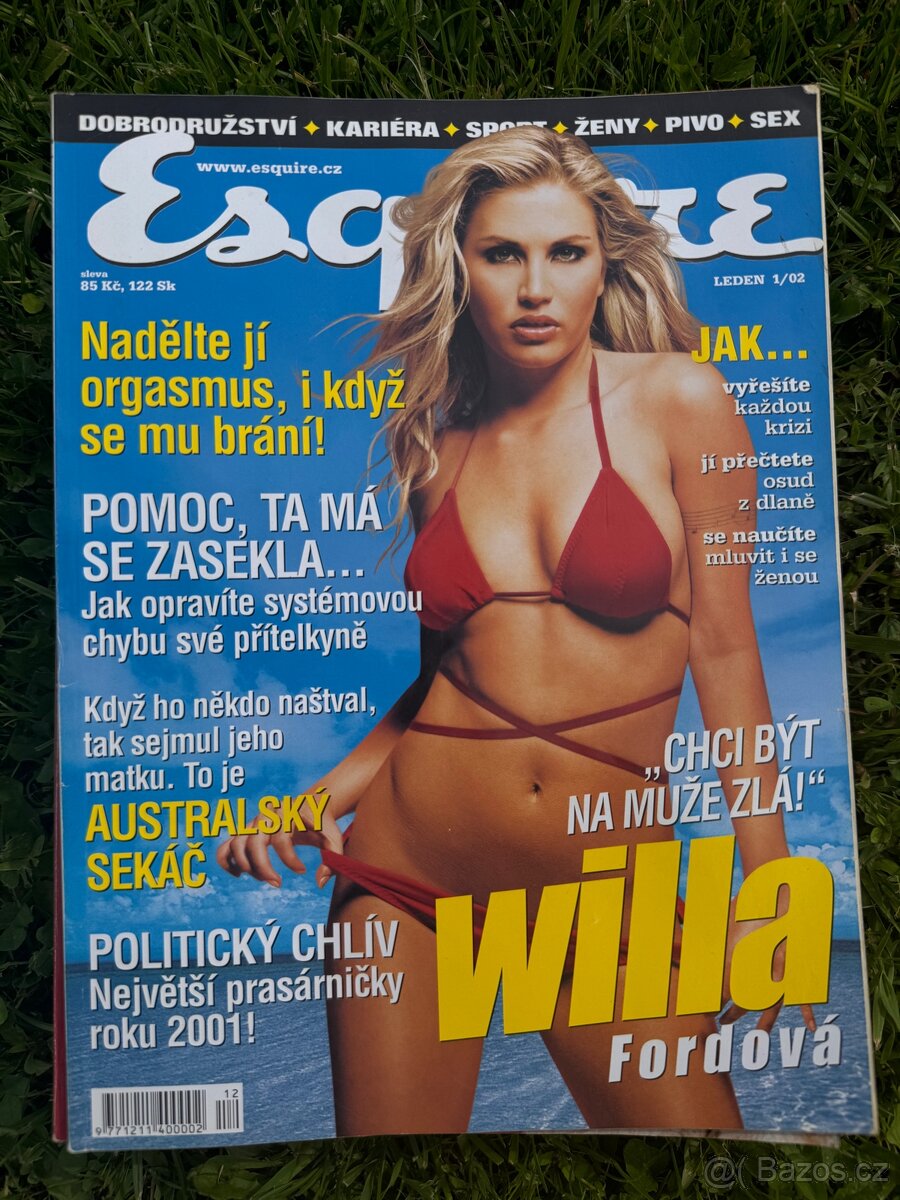 DOBRODRUŽSTVÍ ✦ KARIÉRA ✦ SPORT ✦ ŽENY ✦ PIVO ✦ SEX
www.esquire.cz
Esquire
sleva
85 Kč, 122 Sk
LEDEN 1/02
Nadělte jí
orgasmus, i když
se mu brání!
JAK...
vyřešíte
každou
krizi
jí přečtete
osud
z dlaně
se naučíte
mluvit i se
ženou
POMOC, TA MÁ
SE ZASEKLA...
Jak opravíte systémovou
chybu své přítelkyně
Když ho někdo naštval,
tak sejmul jeho
matku. To je
AUSTRALSKÝ
SEKÁČ
„CHCI BÝT
NA MUŽE ZLÁ!“
willa
Fordová
POLITICKÝ CHLÍV
Největší prasárničky
roku 2001!
12
9 771211 400002
@( Bazos.cz